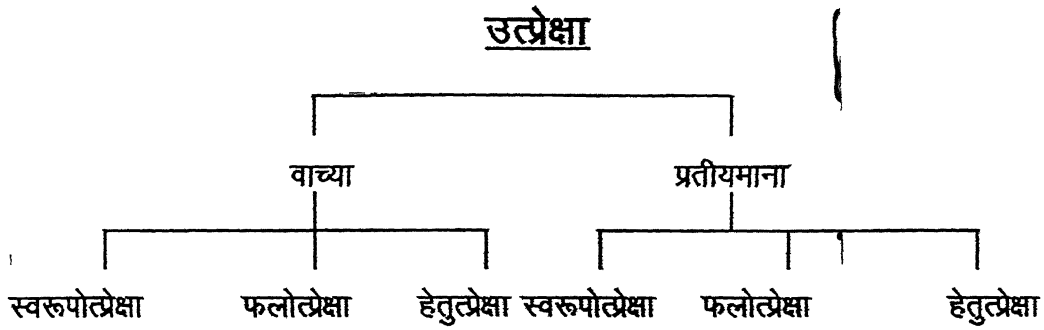 उत्प्रेक्षा
वाच्या प्रतीयमाना
स्वरूपोत्प्रेक्षा फलोत्प्रेक्षा हेतुत्प्रेक्षा स्वरूपोत्प्रेक्षा फलोत्प्रेक्षा हेतुत्प्रेक्षा